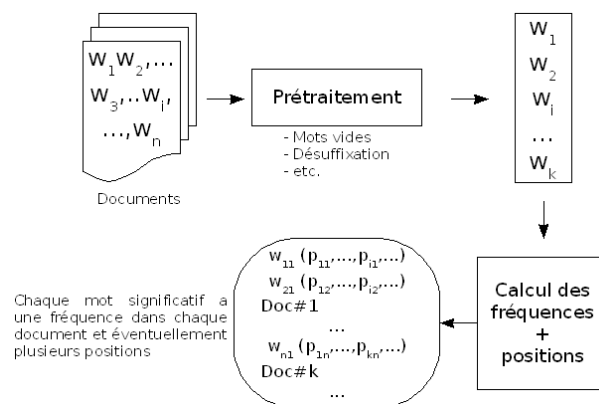 W₁W₂,...
W₃,..Wᵢ,
...,Wₙ
Documents
Prétraitement
- Mots vides
- Désuffixation
- etc.
W₁
W₂
Wᵢ
...
Wₖ
Calcul des
fréquences
+
positions
w₁₁ (p₁₁,...,pᵢ₁,...)
w₂₁ (p₁₂,...,pᵢ₂,...)
Doc#1
...
wₙ₁ (p₁ₙ,...,pₖₙ,...)
Doc#k
...
Chaque mot significatif a
une fréquence dans chaque
document et éventuellement
plusieurs positions